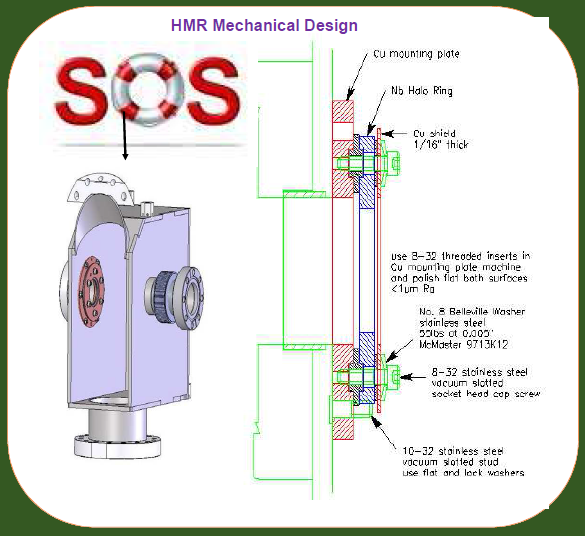 HMR Mechanical Design
SOS
Cu mounting plate
Nb Halo Ring
Cu shield
1/16" thick
use 8-32 threaded inserts in
Cu mounting plate machine
and polish flat both surfaces
<1um Ra
No. 8 Belleville Washer
stainless steel
55lbs at 0.005"
McMaster 9713K12
8-32 stainless steel
vacuum slotted
socket head cap screw
10-32 stainless steel
vacuum slotted stud
use flat and lock washers